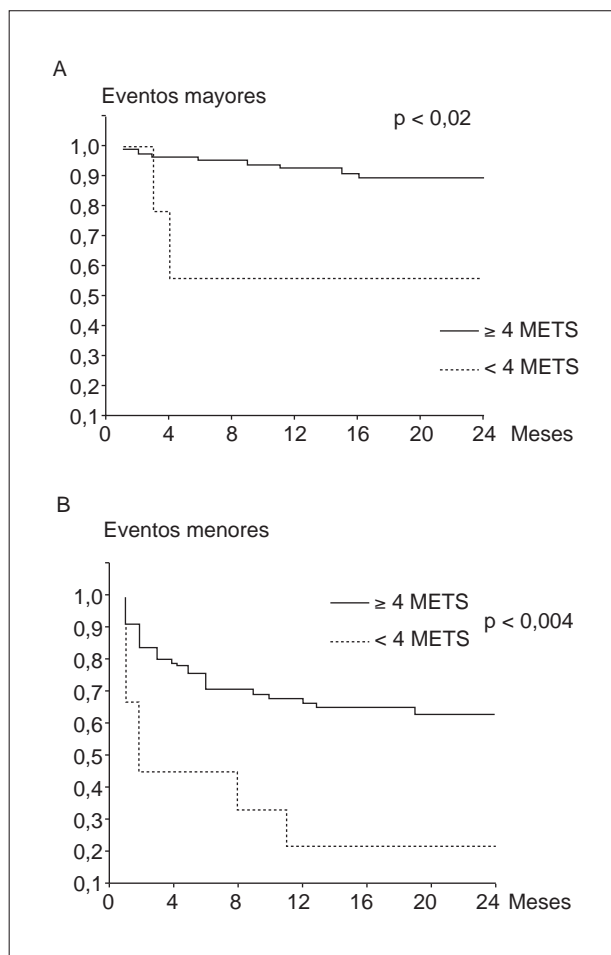 A
Eventos mayores
p < 0,02
1,0
0,9
0,8
0,7
0,6
0,5
0,4
0,3
0,2
0,1
≥ 4 METS
< 4 METS
0 4 8 12 16 20 24 Meses
B
Eventos menores
1,0
0,9
0,8
0,7
0,6
0,5
0,4
0,3
0,2
0,1
≥ 4 METS
< 4 METS
p < 0,004
0 4 8 12 16 20 24 Meses